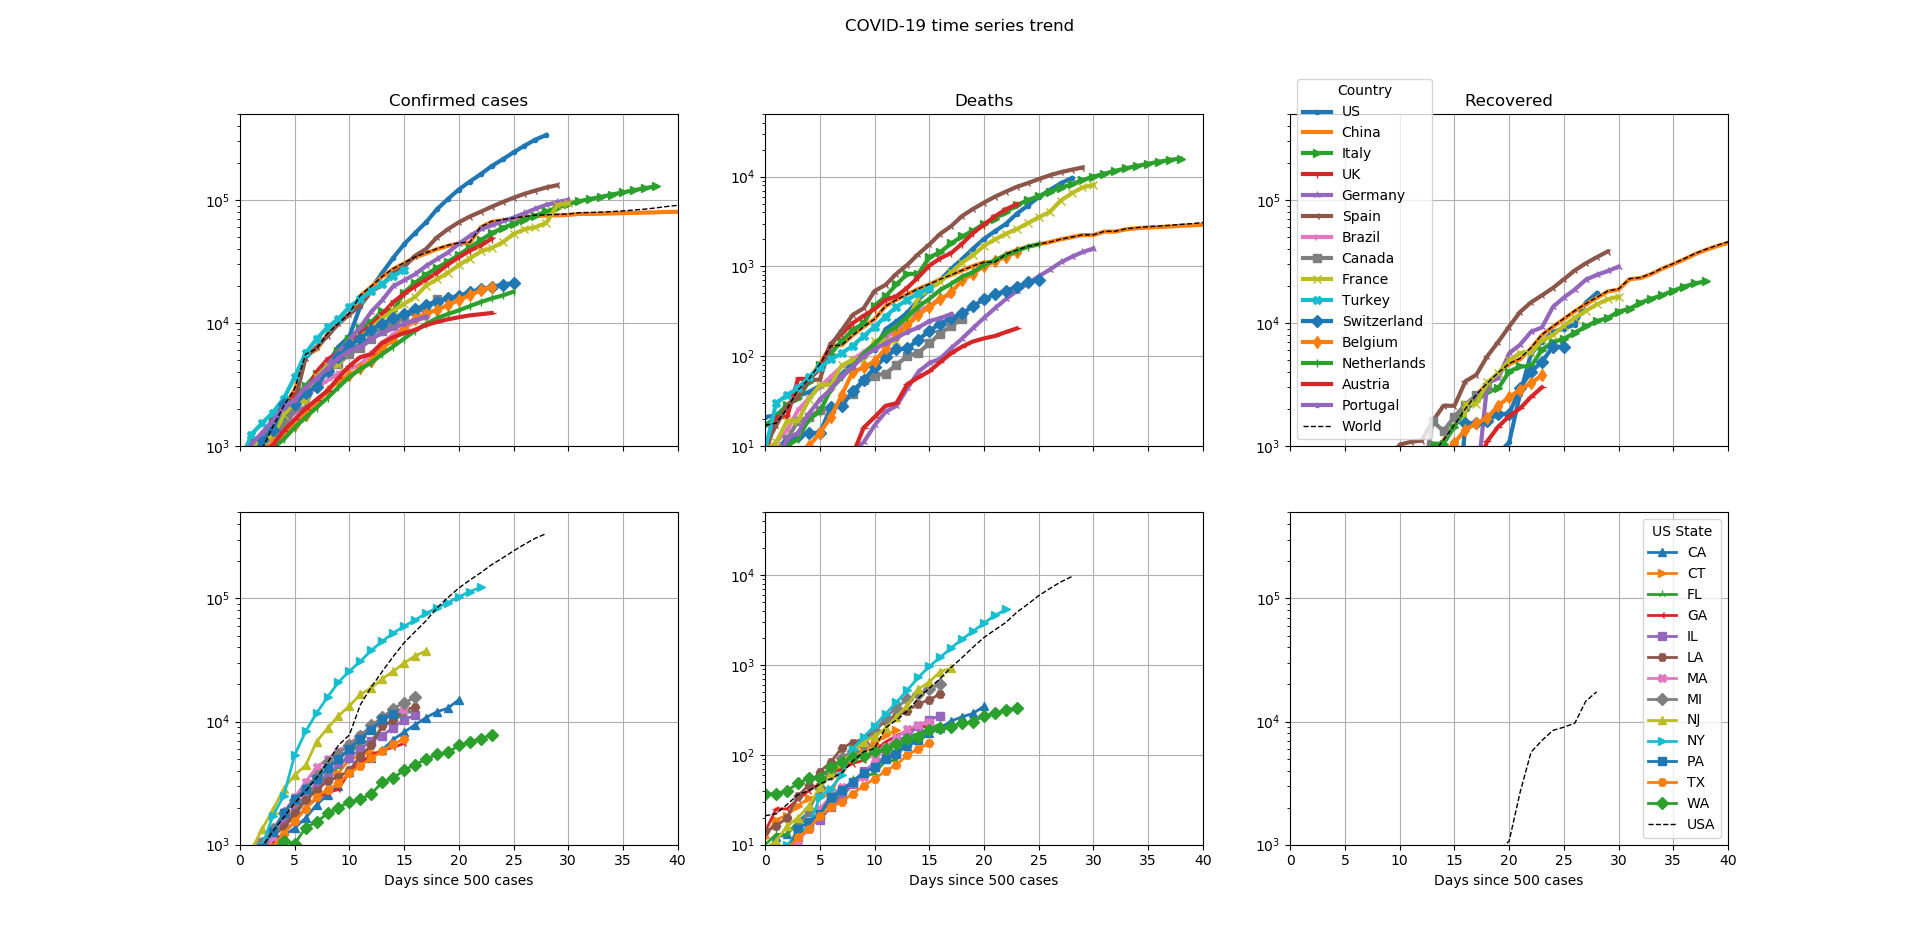 COVID-19 time series trend
Confirmed cases
Deaths
Recovered
10^5
10^4
10^3
10^4
10^3
10^2
10^1
10^5
10^4
10^3
Country
US
China
Italy
UK
Germany
Spain
Brazil
Canada
France
Turkey
Switzerland
Belgium
Netherlands
Austria
Portugal
World
10^5
10^4
10^3
0 5 10 15 20 25 30 35 40
Days since 500 cases
10^4
10^3
10^2
10^1
0 5 10 15 20 25 30 35 40
Days since 500 cases
10^5
10^4
10^3
0 5 10 15 20 25 30 35 40
Days since 500 cases
US State
CA
CT
FL
GA
IL
LA
MA
MI
NJ
NY
PA
TX
WA
USA